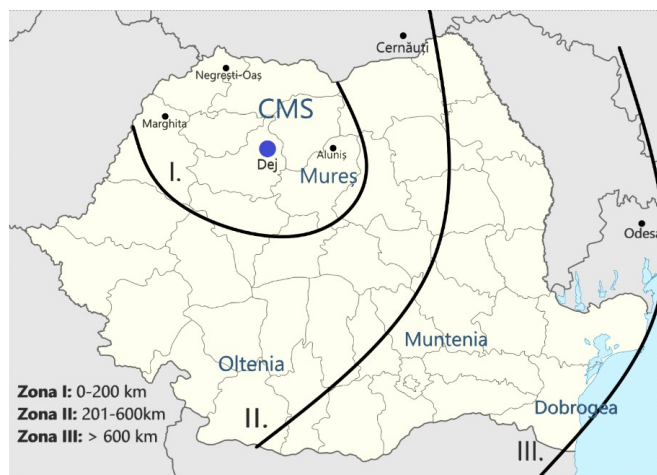 Cernăuți
Negrești-Oaș
CMS
Marghita
I.
Dej
Aluniș
Mureș
Odesa
Muntenia
Oltenia
Zona I: 0-200 km
Zona II: 201-600km
Zona III: > 600 km
II.
Dobrogea
III.